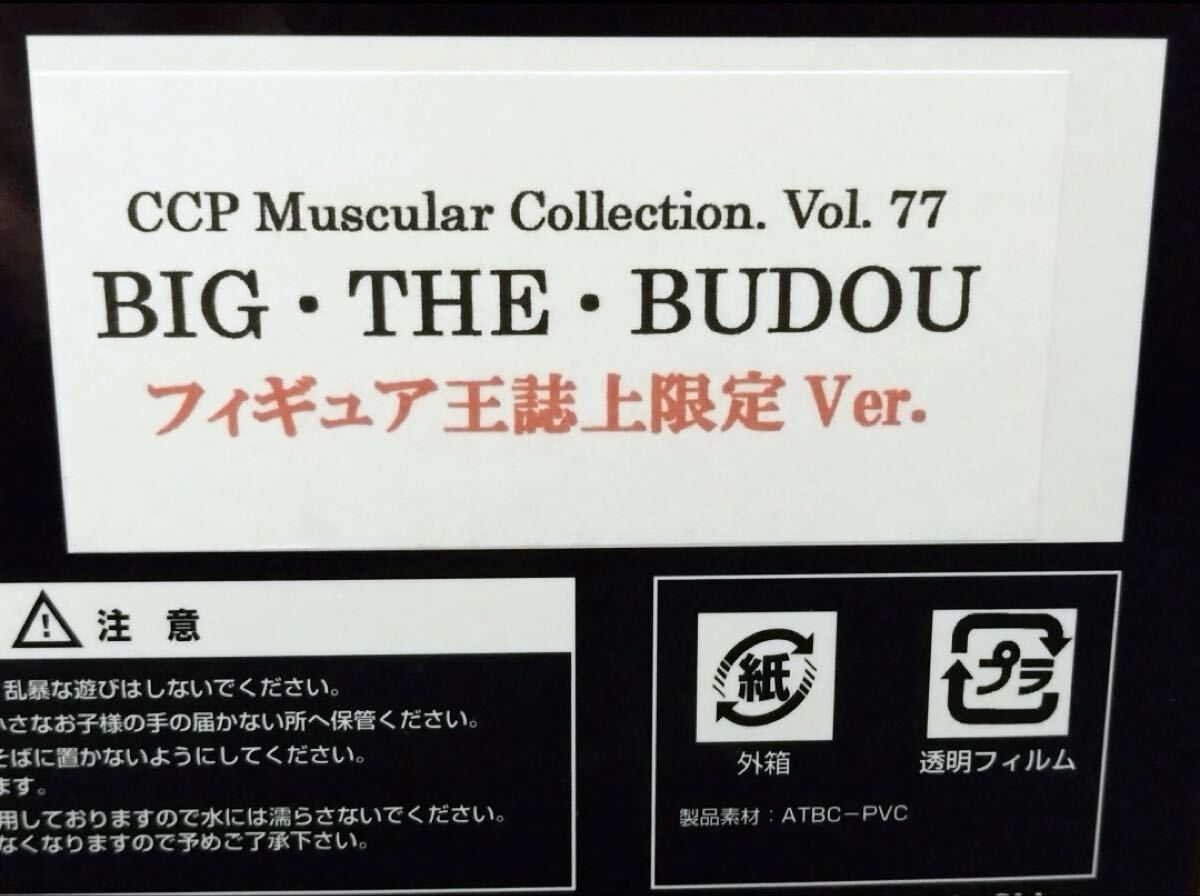 CCP Muscular Collection. Vol. 77
BIG・THE・BUDOU
フィギュア王誌上限定 Ver.
注 意
乱暴な遊びはしないでください。
小さなお子様の手の届かない所へ保管ください。
そばに置かないようにしてください。
ます。
用しておりますので水には濡らさないでください。
なくなりますので予めご了承下さい。
紙
外箱
プラ
透明フィルム
製品素材：ATBC－PVC